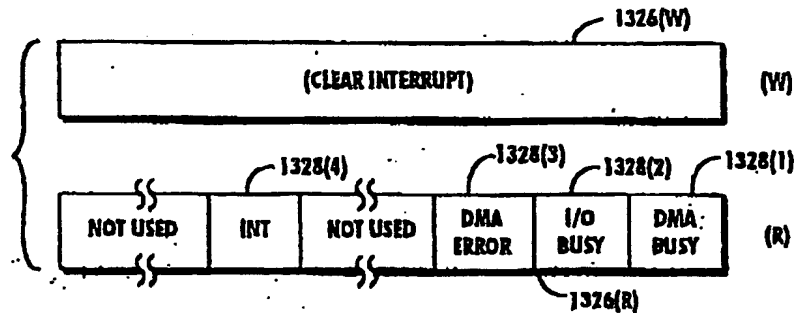 1326(W)
(CLEAR INTERRUPT) (W)
1328(4) 1328(3) 1328(2) 1328(1)
NOT USED INT NOT USED DMA ERROR I/O BUSY DMA BUSY (R)
1326(R)